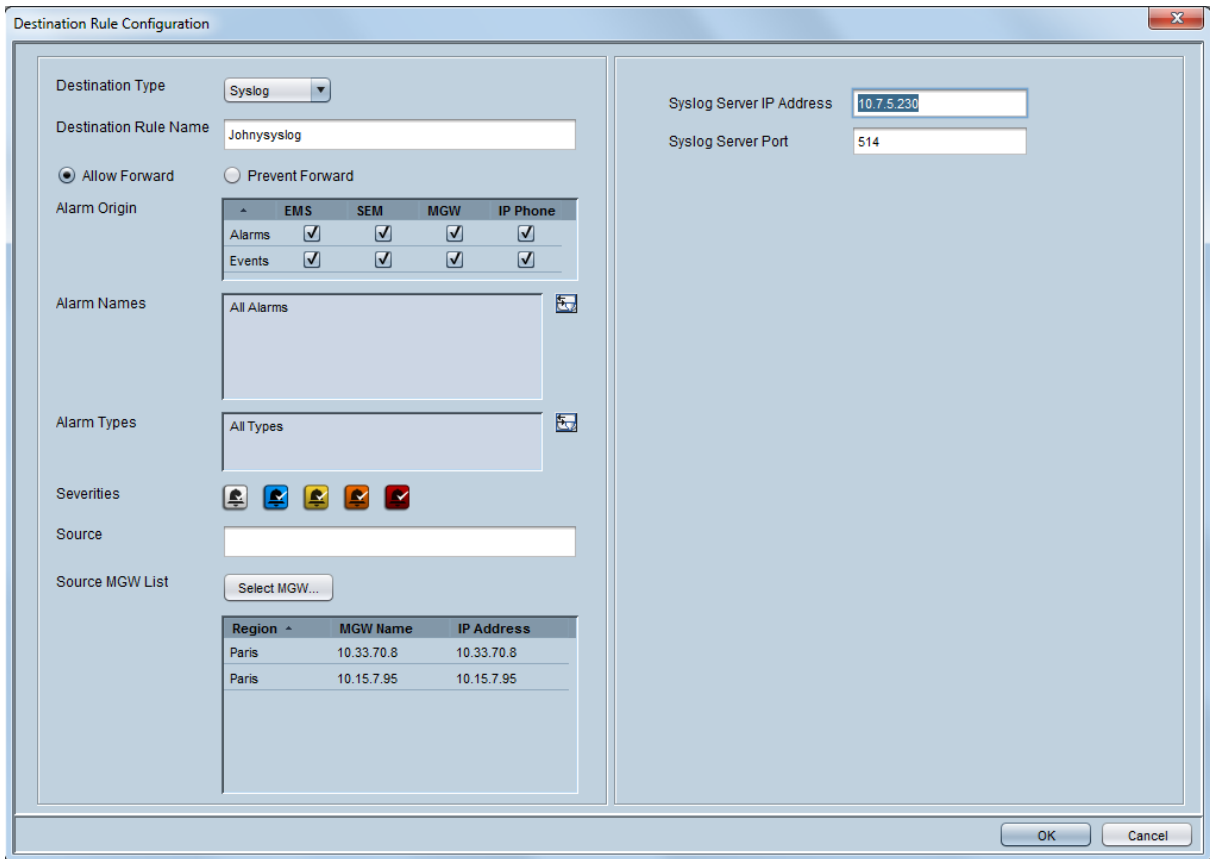 Destination Rule Configuration
Destination Type
Syslog
Destination Rule Name
Johnysyslog
Allow Forward
Prevent Forward
Alarm Origin
EMS SEM MGW IP Phone
Alarms
Events
Alarm Names
All Alarms
Alarm Types
All Types
Severities
Source
Source MGW List
Select MGW...
Region MGW Name IP Address
Paris 10.33.70.8 10.33.70.8
Paris 10.15.7.95 10.15.7.95
Syslog Server IP Address 10.7.5.230
Syslog Server Port 514
OK Cancel